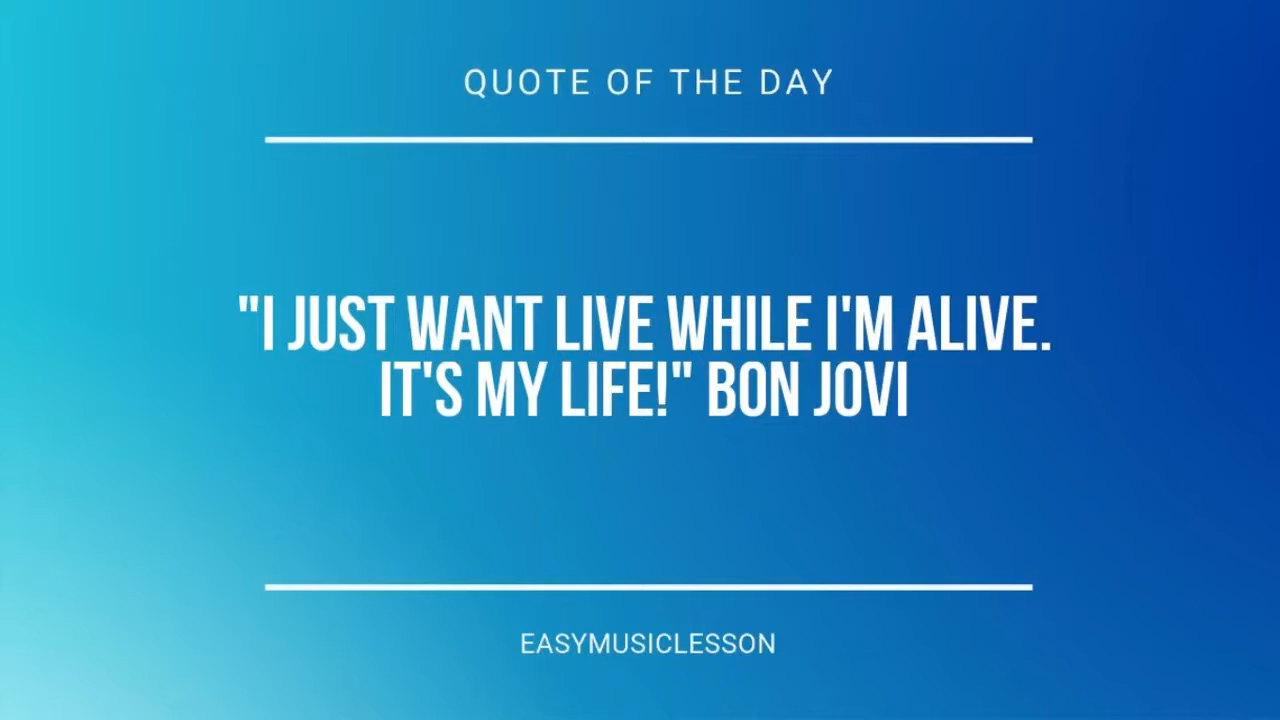 QUOTE OF THE DAY
"I JUST WANT LIVE WHILE I'M ALIVE.
IT'S MY LIFE!" BON JOVI
EASYMUSICLESSON